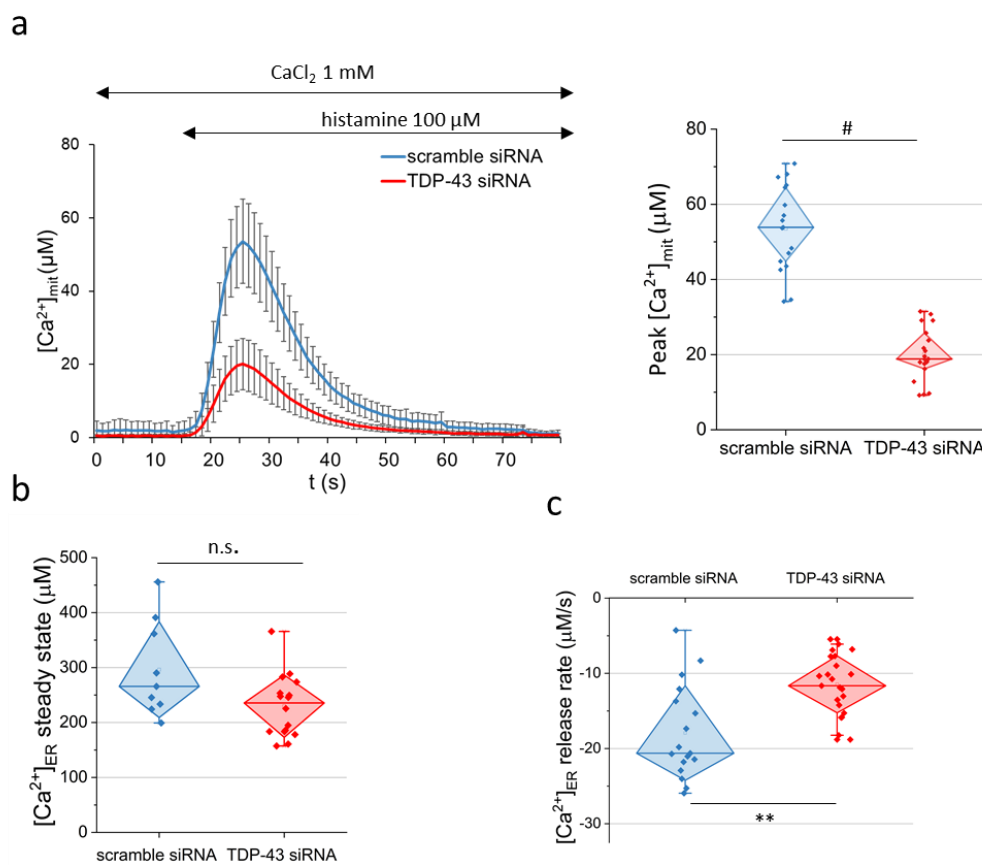 a
CaCl₂ 1 mM
histamine 100 µM
scramble siRNA
TDP-43 siRNA
[Ca²⁺]mit (µM)
80
60
40
20
0
0 10 20 30 40 50 60 70
t (s)
#
Peak [Ca²⁺]mit (µM)
80
60
40
20
0
scramble siRNA TDP-43 siRNA
b
n.s.
[Ca²⁺]ER steady state (µM)
500
400
300
200
100
0
scramble siRNA TDP-43 siRNA
c
scramble siRNA TDP-43 siRNA
[Ca²⁺]ER release rate (µM/s)
0
-10
-20
-30
**